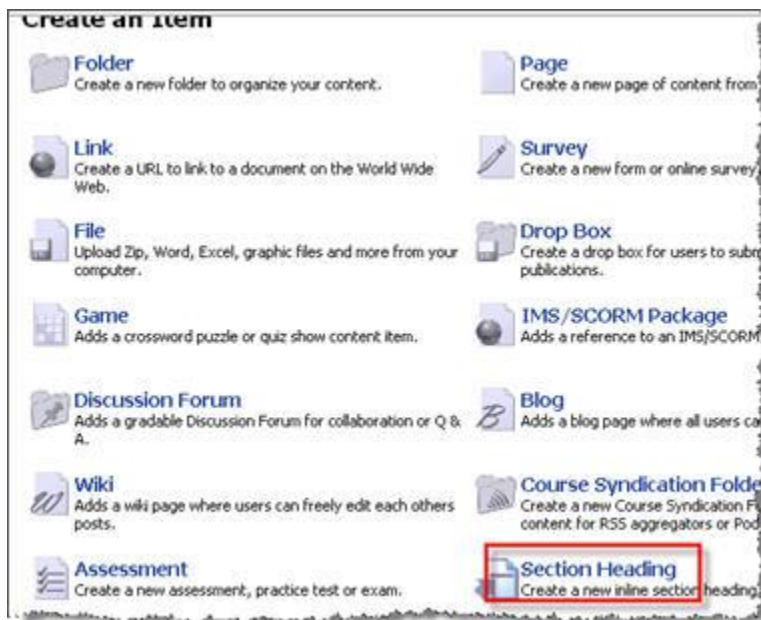 Create an Item
Folder
Create a new folder to organize your content.
Page
Create a new page of content from
Link
Create a URL to link to a document on the World Wide
Web.
Survey
Create a new form or online survey
File
Upload Zip, Word, Excel, graphic files and more from your
computer.
Drop Box
Create a drop box for users to
publications.
Game
Adds a crossword puzzle or quiz show content item.
IMS/SCORM Package
Adds a reference to an IMS/SCORM
Discussion Forum
Adds a gradable Discussion Forum for collaboration or Q &
A.
Blog
Adds a blog page where all users
Wiki
Adds a wiki page where users can freely edit each others
posts.
Course Syndication
Create a new Course Syndication
content for RSS aggregators or
Assessment
Create a new assessment, practice test or exam.
Section Heading
Create a new inline section heading